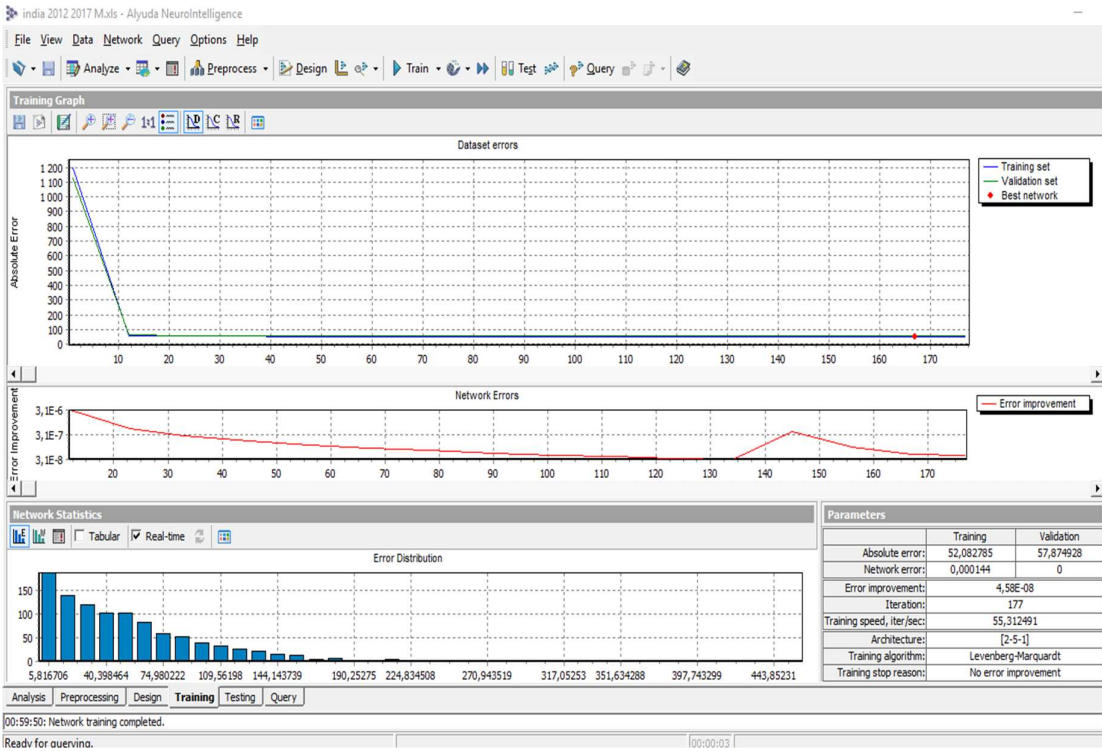 india 2012 2017 M.xls - Alyuda NeuroIntelligence
File View Data Network Query Options Help
Analyze Preprocess Design Train Test Query
Training Graph
1:1 D C R
Dataset errors
Absolute Error
1 200
1 100
1 000
900
800
700
600
500
400
300
200
100
0
10 20 30 40 50 60 70 80 90 100 110 120 130 140 150 160 170
Training set
Validation set
Best network
Network Errors
Error Improvement
3,1E-6
3,1E-7
3,1E-8
20 30 40 50 60 70 80 90 100 110 120 130 140 150 160 170
Error improvement
Network Statistics
Tabular Real-time
Error Distribution
150
100
50
0
5,816706 40,398464 74,980222 109,56198 144,143739 190,25275 224,834508 270,943519 317,05253 351,634288 397,743299 443,85231
Parameters
Training Validation
Absolute error: 52,082785 57,874928
Network error: 0,000144 0
Error improvement: 4,58E-08
Iteration: 177
Training speed, iter/sec: 55,312491
Architecture: [2-5-1]
Training algorithm: Levenberg-Marquardt
Training stop reason: No error improvement
Analysis Preprocessing Design Training Testing Query
00:59:50: Network training completed.
Ready for querying. 00:00:03